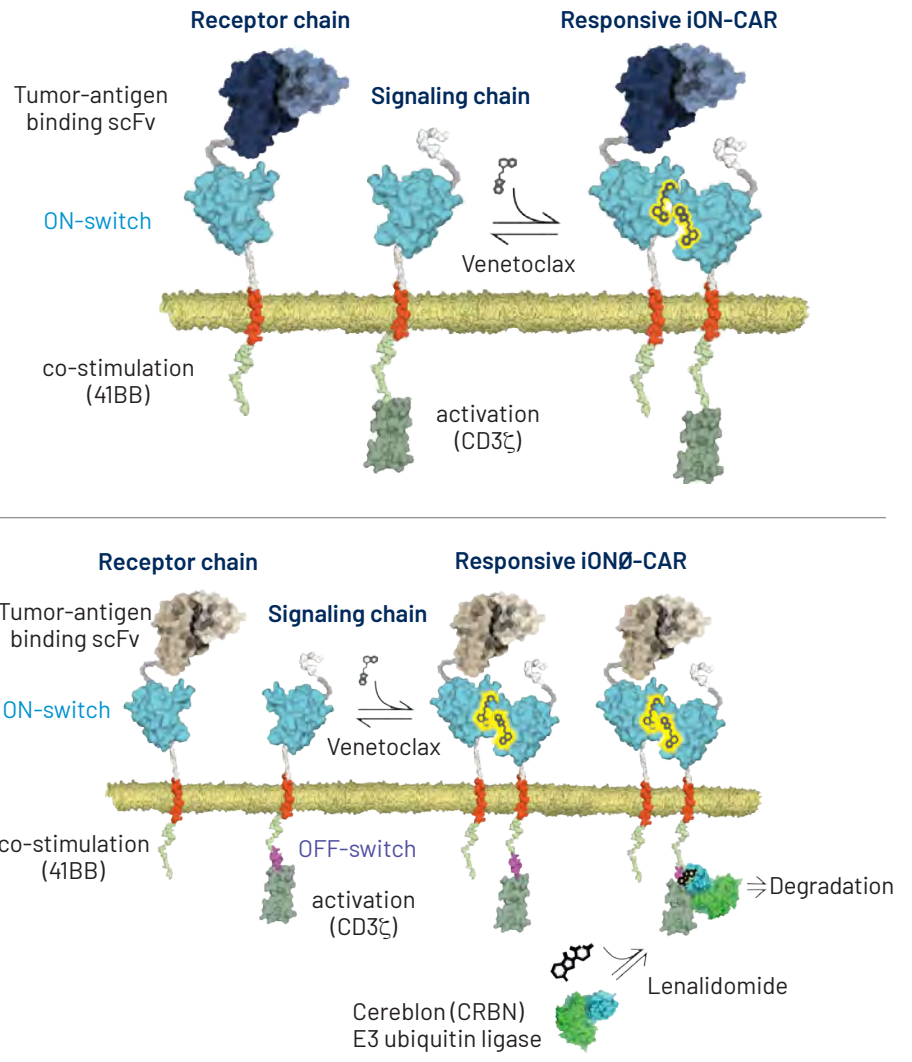 Receptor chain
Responsive iON-CAR
Tumor-antigen
binding scFv
Signaling chain
ON-switch
Venetoclax
co-stimulation
(41BB)
activation
(CD3ζ)
Receptor chain
Responsive iONØ-CAR
Tumor-antigen
binding scFv
Signaling chain
ON-switch
Venetoclax
co-stimulation
(41BB)
OFF-switch
activation
(CD3ζ)
Degradation
Lenalidomide
Cereblon (CRBN)
E3 ubiquitin ligase